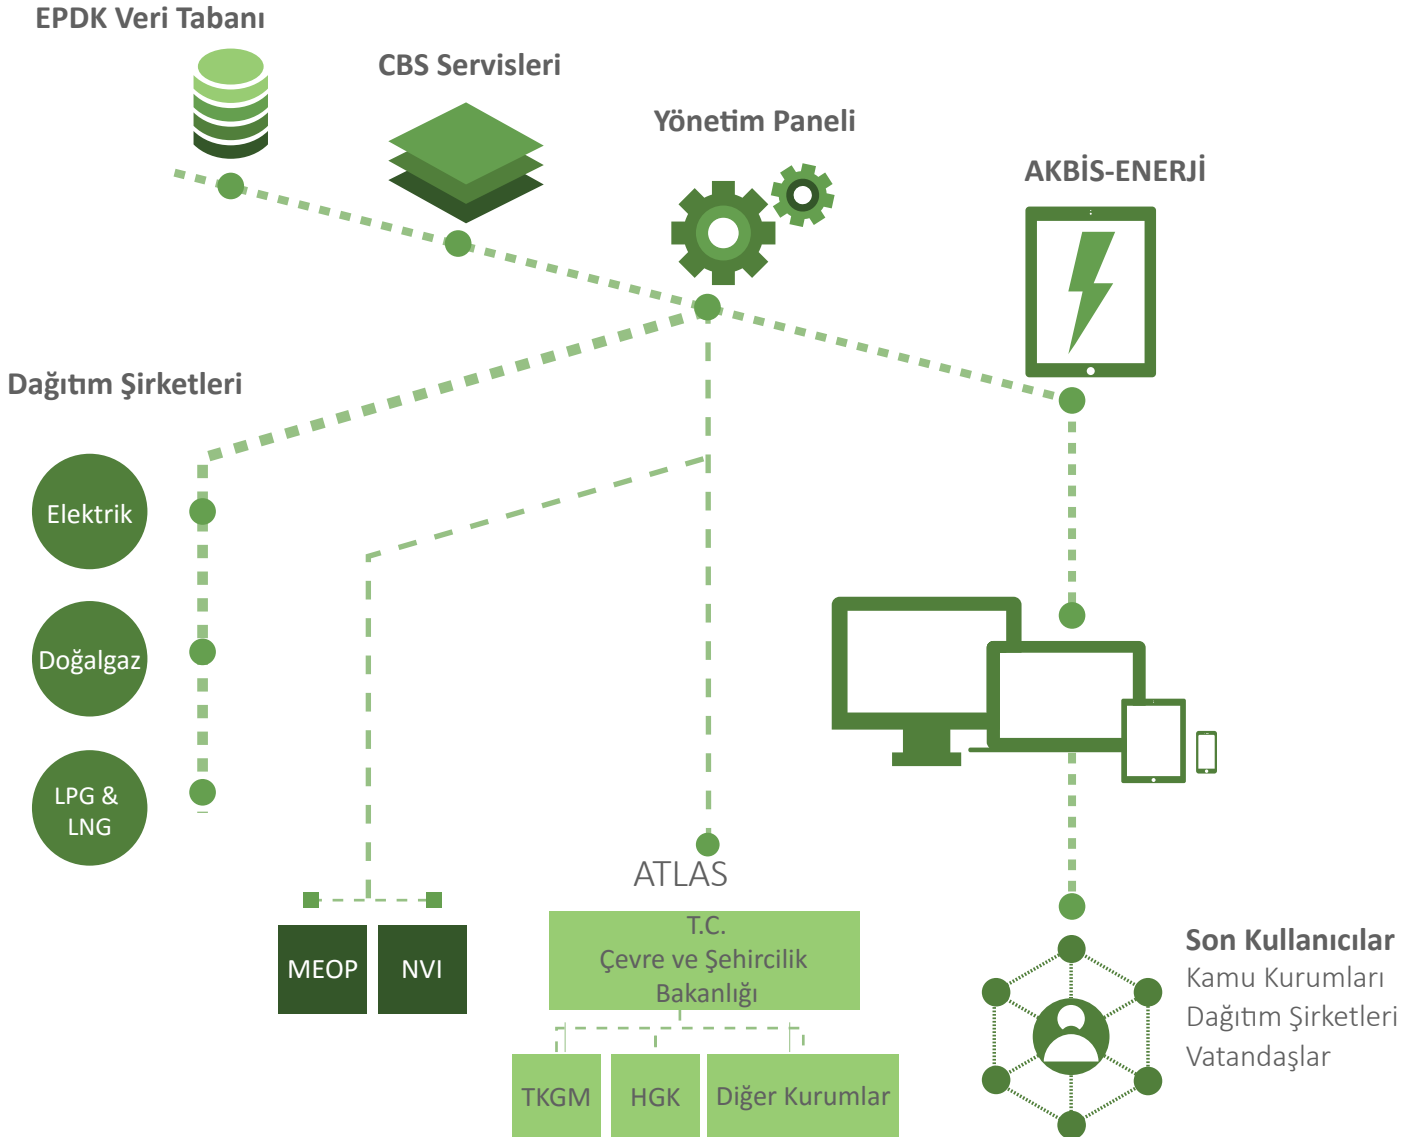 EPDK Veri Tabanı
CBS Servisleri
Yönetim Paneli
AKBİS-ENERJİ
Dağıtım Şirketleri
Elektrik
Doğalgaz
LPG &
LNG
MEOP
NVI
ATLAS
T.C.
Çevre ve Şehircilik
Bakanlığı
TKGM
HGK
Diğer Kurumlar
Son Kullanıcılar
Kamu Kurumları
Dağıtım Şirketleri
Vatandaşlar